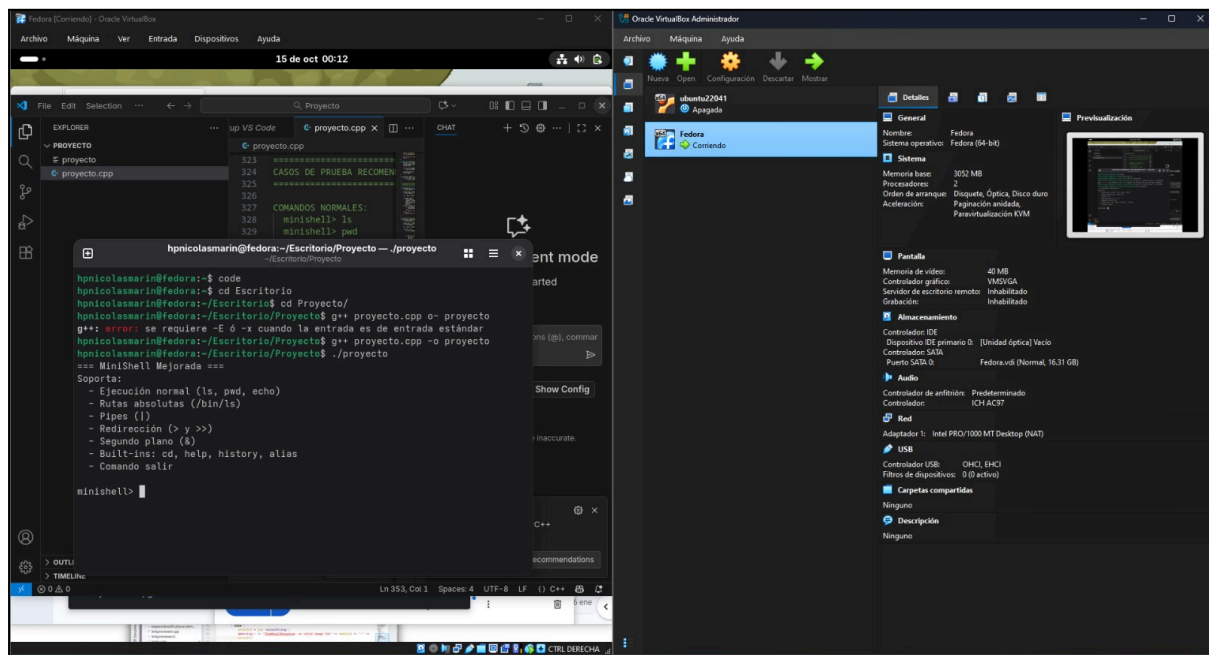 Fedora [Corriendo] - Oracle VirtualBox
Archivo Máquina Ver Entrada Dispositivos Ayuda
15 de oct 00:12
File Edit Selection ··· Proyecto
EXPLORER ··· up VS Code proyecto.cpp ··· CHAT
PROYECTO
proyecto
proyecto.cpp
proyecto.cpp
323 ========================
324 CASOS DE PRUEBA RECOMEN
325 ========================
326
327 COMANDOS NORMALES:
328 minishell> ls
329 minishell> pwd
ent mode
arted
ons (@), commar
Show Config
inaccurate.
C++
ecommendations
hpnicolasmarin@fedora:~/Escritorio/Proyecto — ./proyecto
~/Escritorio/Proyecto
hpnicolasmarin@fedora:~$ code
hpnicolasmarin@fedora:~$ cd Escritorio
hpnicolasmarin@fedora:~/Escritorio$ cd Proyecto/
hpnicolasmarin@fedora:~/Escritorio/Proyecto$ g++ proyecto.cpp o- proyecto
g++: error: se requiere -E ó -x cuando la entrada es de entrada estándar
hpnicolasmarin@fedora:~/Escritorio/Proyecto$ g++ proyecto.cpp -o proyecto
hpnicolasmarin@fedora:~/Escritorio/Proyecto$ ./proyecto
=== MiniShell Mejorada ===
Soporta:
- Ejecución normal (ls, pwd, echo)
- Rutas absolutas (/bin/ls)
- Pipes (|)
- Redirección (> y >>)
- Segundo plano (&)
- Built-ins: cd, help, history, alias
- Comando salir
minishell>
OUTLI
TIMELINE
0 0 Ln 353, Col 1 Spaces: 4 UTF-8 LF {} C++
ene
CTRL DERECHA
Oracle VirtualBox Administrador
Archivo Máquina Ayuda
Nueva Open Configuración Descartar Mostrar
ubuntu22041
Apagada
Fedora
Corriendo
Detalles
General
Nombre: Fedora
Sistema operativo: Fedora (64-bit)
Previsualización
Sistema
Memoria base: 3052 MB
Procesadores: 2
Orden de arranque: Disquete, Óptica, Disco duro
Aceleración: Paginación anidada,
Paravirtualización KVM
Pantalla
Memoria de vídeo: 40 MB
Controlador gráfico: VMSVGA
Servidor de escritorio remoto: Inhabilitado
Grabación: Inhabilitado
Almacenamiento
Controlador: IDE
Dispositivo IDE primario 0: [Unidad óptica] Vacío
Controlador: SATA
Puerto SATA 0: Fedora.vdi (Normal, 16.31 GB)
Audio
Controlador de anfitrión: Predeterminado
Controlador: ICH AC97
Red
Adaptador 1: Intel PRO/1000 MT Desktop (NAT)
USB
Controlador USB: OHCI, EHCI
Filtros de dispositivos: 0 (0 activo)
Carpetas compartidas
Ninguno
Descripción
Ninguno